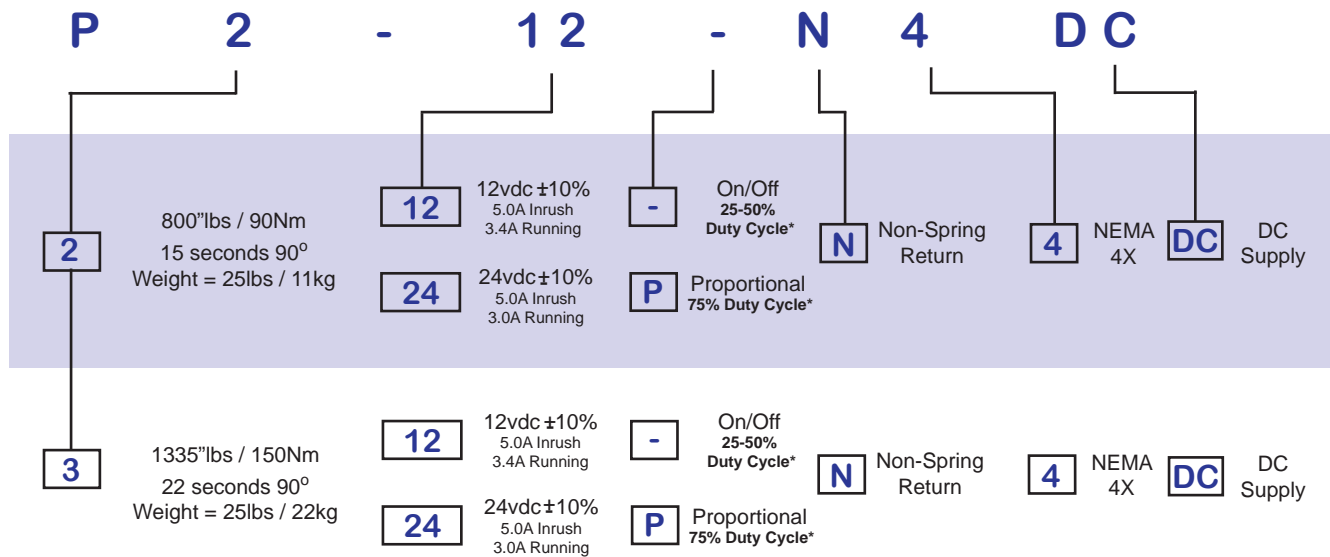 P 2 - 12 - N 4 DC
2
800”lbs / 90Nm
15 seconds 90°
Weight = 25lbs / 11kg
12
12vdc ±10%
5.0A Inrush
3.4A Running
24
24vdc ±10%
5.0A Inrush
3.0A Running
-
On/Off
25-50%
Duty Cycle*
P
Proportional
75% Duty Cycle*
N
Non-Spring
Return
4
NEMA
4X
DC
DC
Supply
3
1335”lbs / 150Nm
22 seconds 90°
Weight = 25lbs / 22kg
12
12vdc ±10%
5.0A Inrush
3.4A Running
24
24vdc ±10%
5.0A Inrush
3.0A Running
-
On/Off
25-50%
Duty Cycle*
P
Proportional
75% Duty Cycle*
N
Non-Spring
Return
4
NEMA
4X
DC
DC
Supply